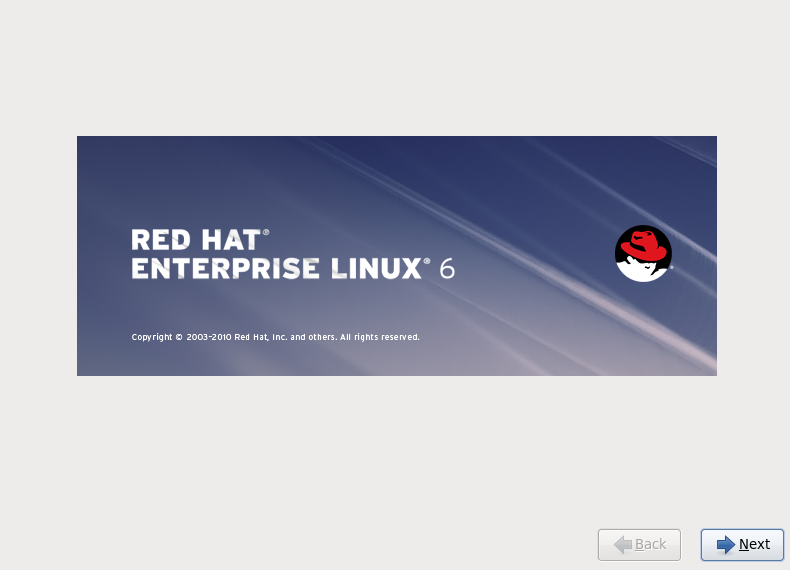 RED HAT®
ENTERPRISE LINUX® 6
Copyright © 2003-2010 Red Hat, Inc. and others. All rights reserved.
Back
Next